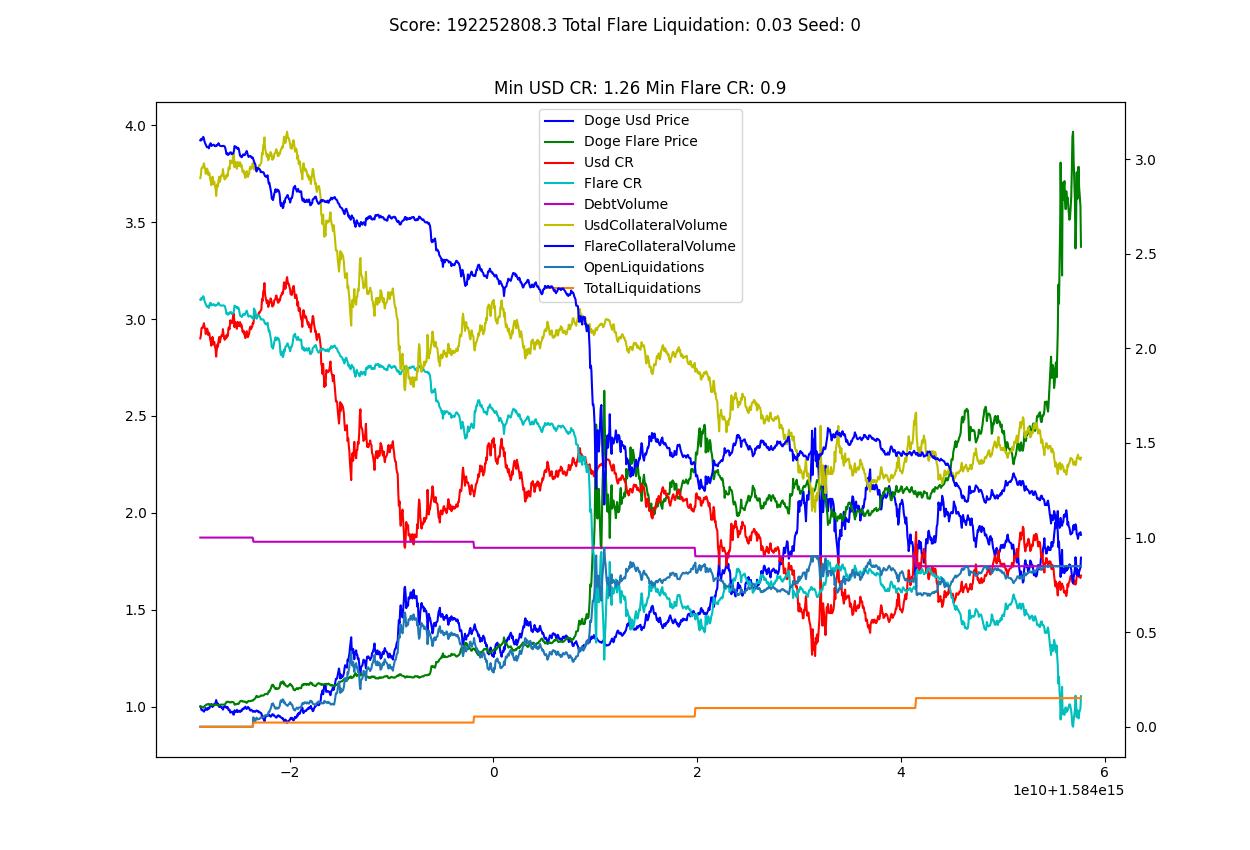 Score: 192252808.3 Total Flare Liquidation: 0.03 Seed: 0
Min USD CR: 1.26 Min Flare CR: 0.9
Doge Usd Price
Doge Flare Price
Usd CR
Flare CR
DebtVolume
UsdCollateralVolume
FlareCollateralVolume
OpenLiquidations
TotalLiquidations
4.0
3.5
3.0
2.5
2.0
1.5
1.0
3.0
2.5
2.0
1.5
1.0
0.5
0.0
−2 0 2 4 6
1e10+1.584e15